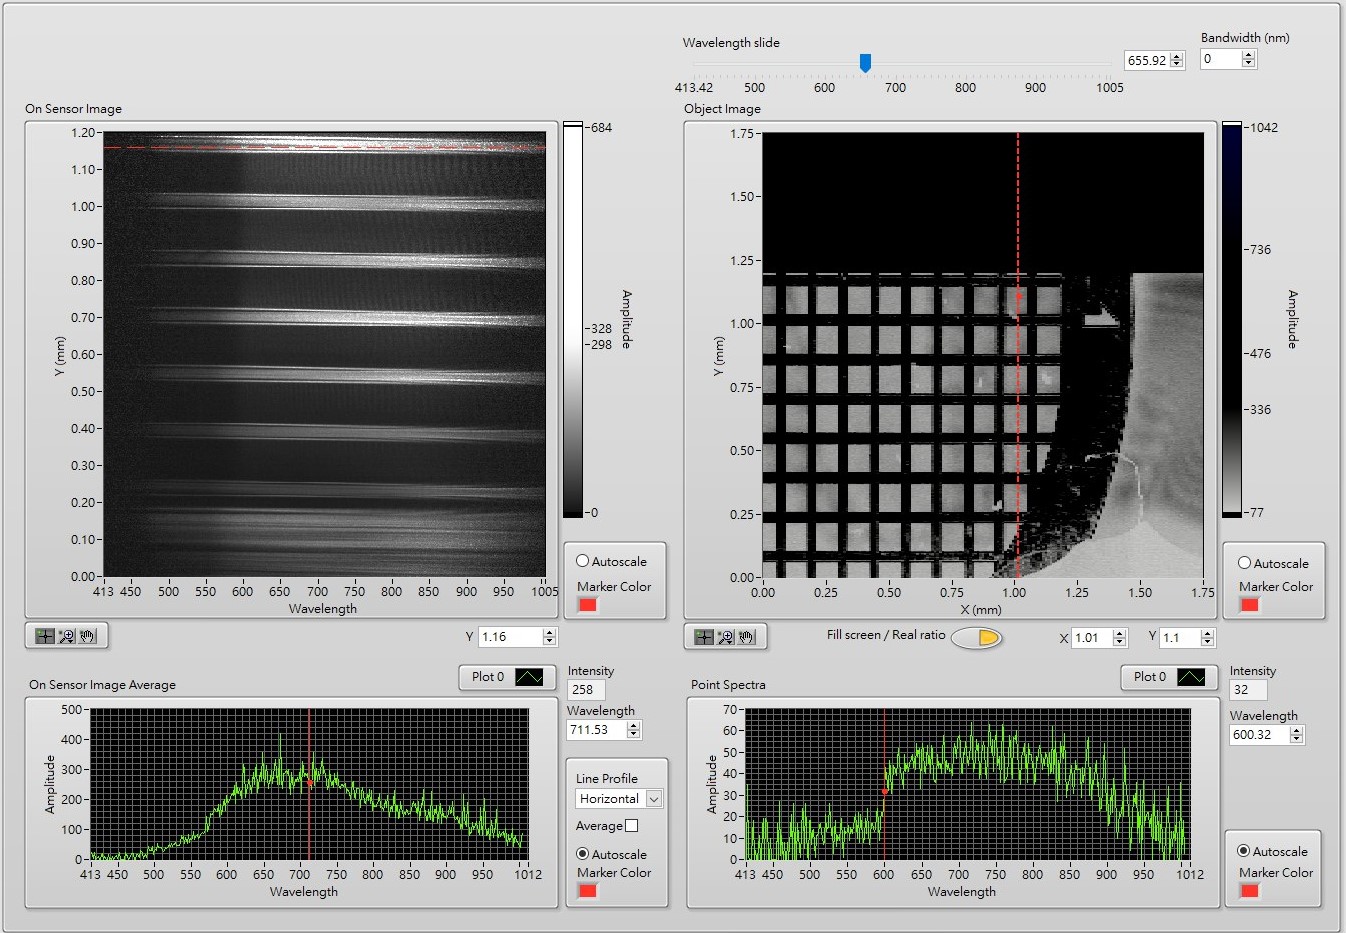 Wavelength slide
655.92
Bandwidth (nm)
0
413.42 500 600 700 800 900 1005
On Sensor Image
1.20
1.10
1.00
0.90
0.80
0.70
0.60
0.50
0.40
0.30
0.20
0.10
0.00
Y (mm)
413 450 500 550 600 650 700 750 800 850 900 950 1005
Wavelength
684
328
298
0
Amplitude
Autoscale
Marker Color
Y 1.16
Object Image
1.75
1.50
1.25
1.00
0.75
0.50
0.25
0.00
Y (mm)
0.00 0.25 0.50 0.75 1.00 1.25 1.50 1.75
X (mm)
1042
736
476
336
77
Amplitude
Autoscale
Marker Color
Fill screen / Real ratio
X 1.01
Y 1.1
On Sensor Image Average
Plot 0
500
400
300
200
100
0
Amplitude
413 450 500 550 600 650 700 750 800 850 900 950 1012
Wavelength
Intensity
258
Wavelength
711.53
Line Profile
Horizontal
Average
Autoscale
Marker Color
Point Spectra
Plot 0
70
60
50
40
30
20
10
0
Amplitude
413 450 500 550 600 650 700 750 800 850 900 950 1012
Wavelength
Intensity
32
Wavelength
600.32
Autoscale
Marker Color